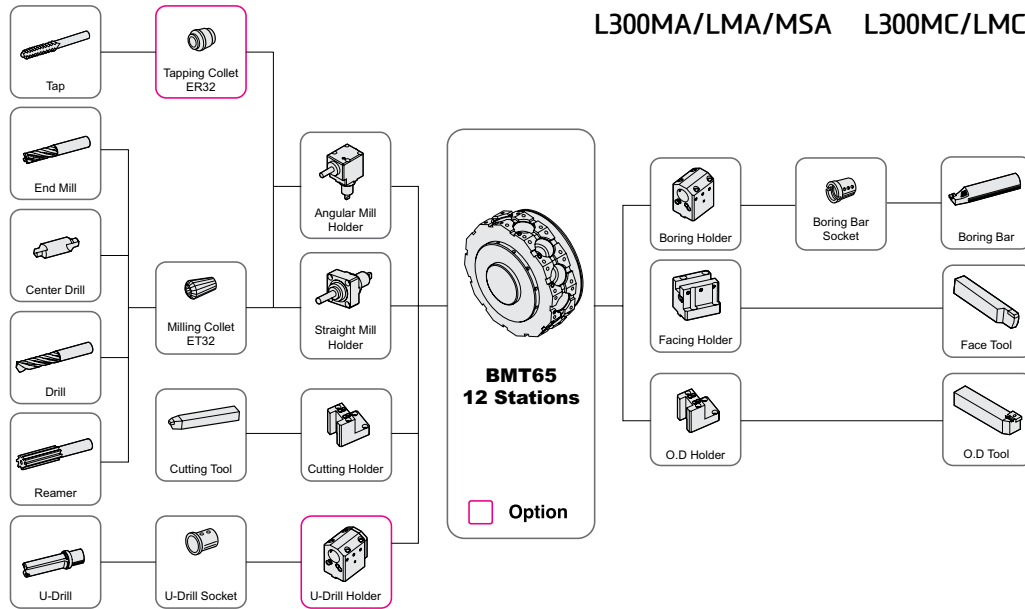 L300MA/LMA/MSA L300MC/LMC
Tap
Tapping Collet
ER32
End Mill
Angular Mill
Holder
Boring Holder
Boring Bar
Socket
Boring Bar
Center Drill
Milling Collet
ET32
Straight Mill
Holder
Facing Holder
Face Tool
BMT65
12 Stations
Drill
Cutting Tool
Cutting Holder
O.D Holder
O.D Tool
Reamer
Option
U-Drill
U-Drill Socket
U-Drill Holder